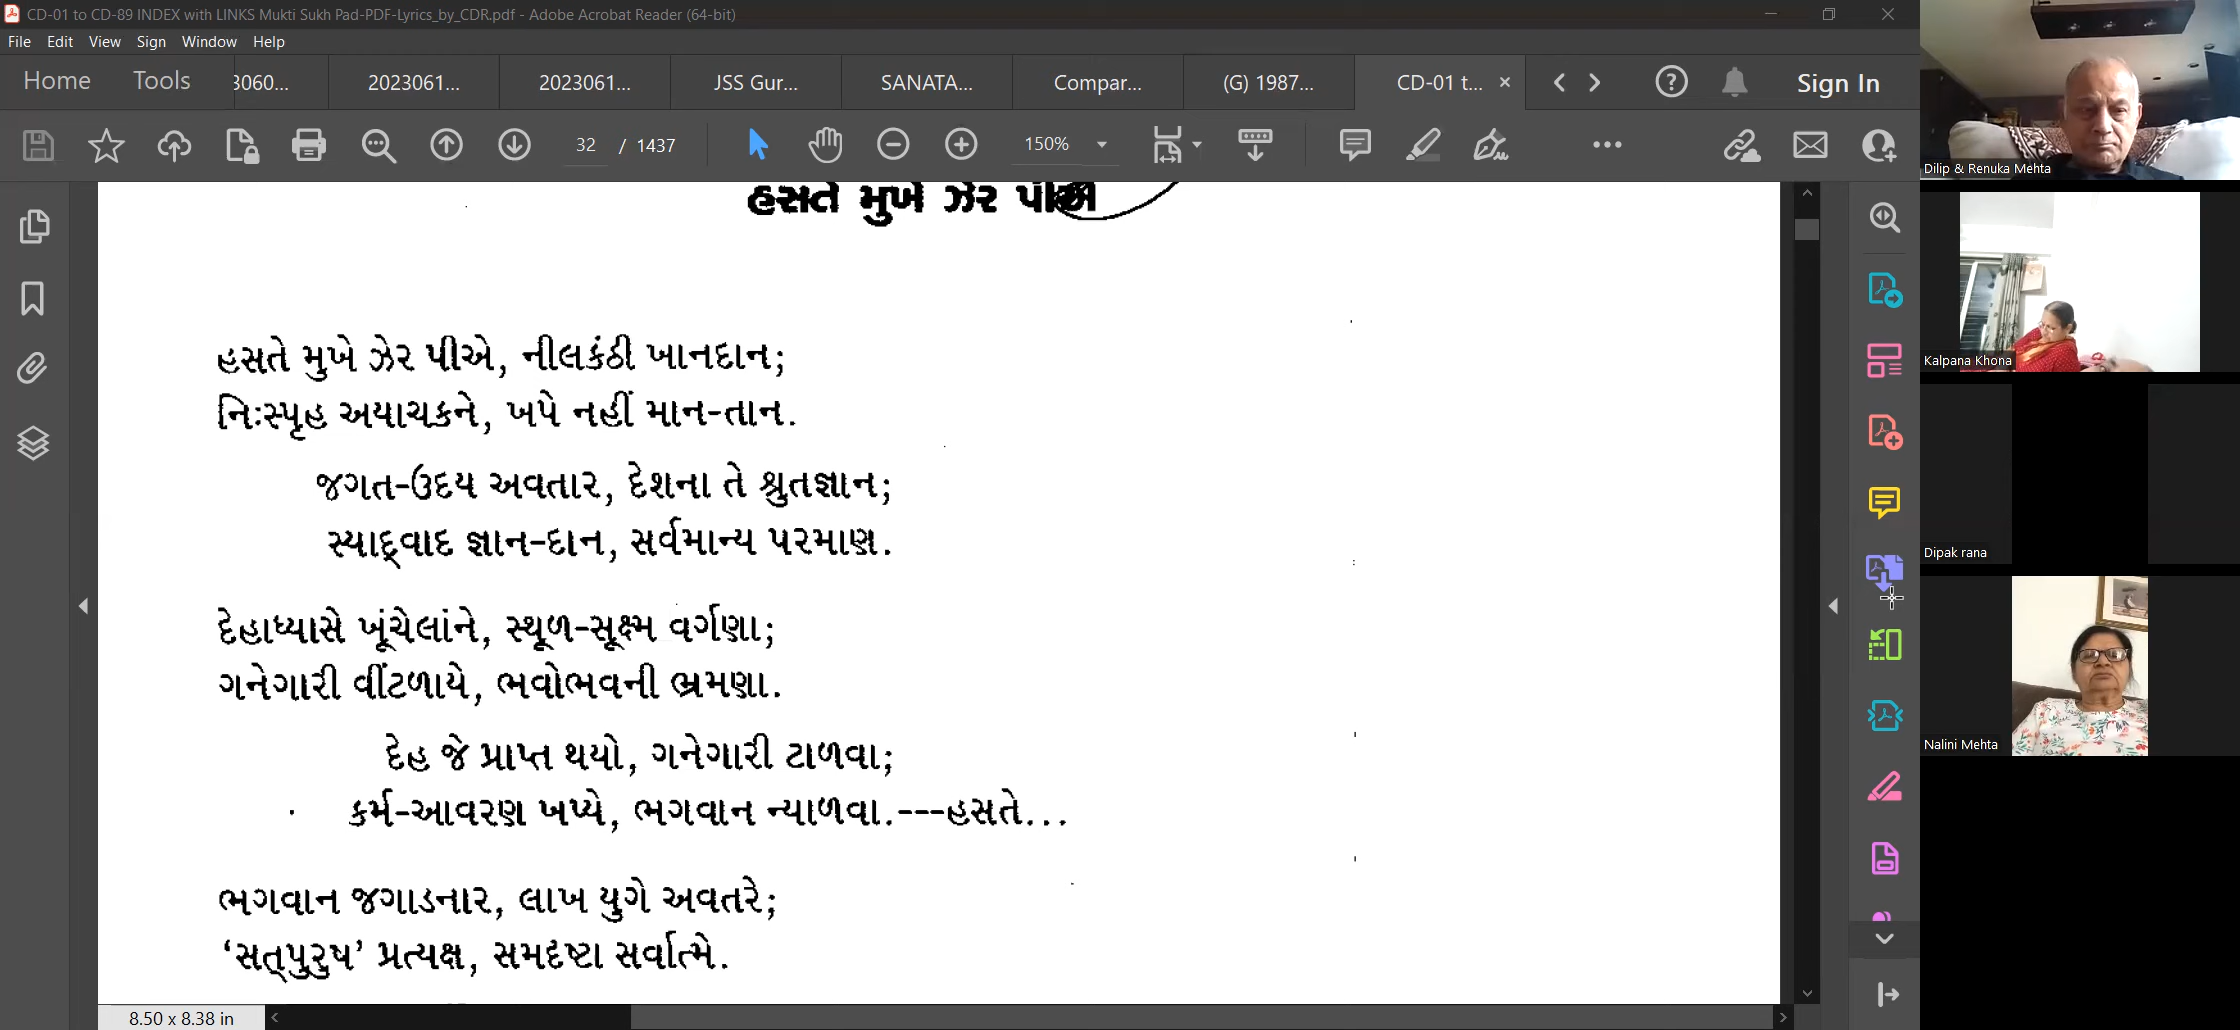 CD-01 to CD-89 INDEX with LINKS Mukti Sukh Pad-PDF-Lyrics_by_CDR.pdf - Adobe Acrobat Reader (64-bit)
File Edit View Sign Window Help
Home Tools 3060... 2023061... 2023061... JSS Gur... SANATA... Compar... (G) 1987... CD-01 t... × Sign In
32 / 1437 150%
હસતે મુખે ઝેર પીએ
હસતે મુખે ઝેર પીએ, નીલકંઠી ખાનદાન;
નિઃસ્પૃહ અયાચકને, ખપે નહીં માન-તાન.
જગત-ઉદય અવતાર, દેશના તે શ્રુતજ્ઞાન;
સ્યાદ્‌વાદ જ્ઞાન-દાન, સર્વમાન્ય પરમાણ.
દેહાધ્યાસે ખૂંચેલાંને, સ્થૂળ-સૂક્ષ્મ વર્ગણા;
ગનેગારી વીંટળાયે, ભવોભવની ભ્રમણા.
દેહ જે પ્રાપ્ત થયો, ગનેગારી ટાળવા;
કર્મ-આવરણ ખપ્યે, ભગવાન ન્યાળવા.---હસતે...
ભગવાન જગાડનાર, લાખ યુગે અવતરે;
‘સત્‌પુરુષ’ પ્રત્યક્ષ, સમદૃષ્ટા સર્વાત્મે.
8.50 x 8.38 in
Dilip & Renuka Mehta
Kalpana Khona
Dipak rana
Nalini Mehta